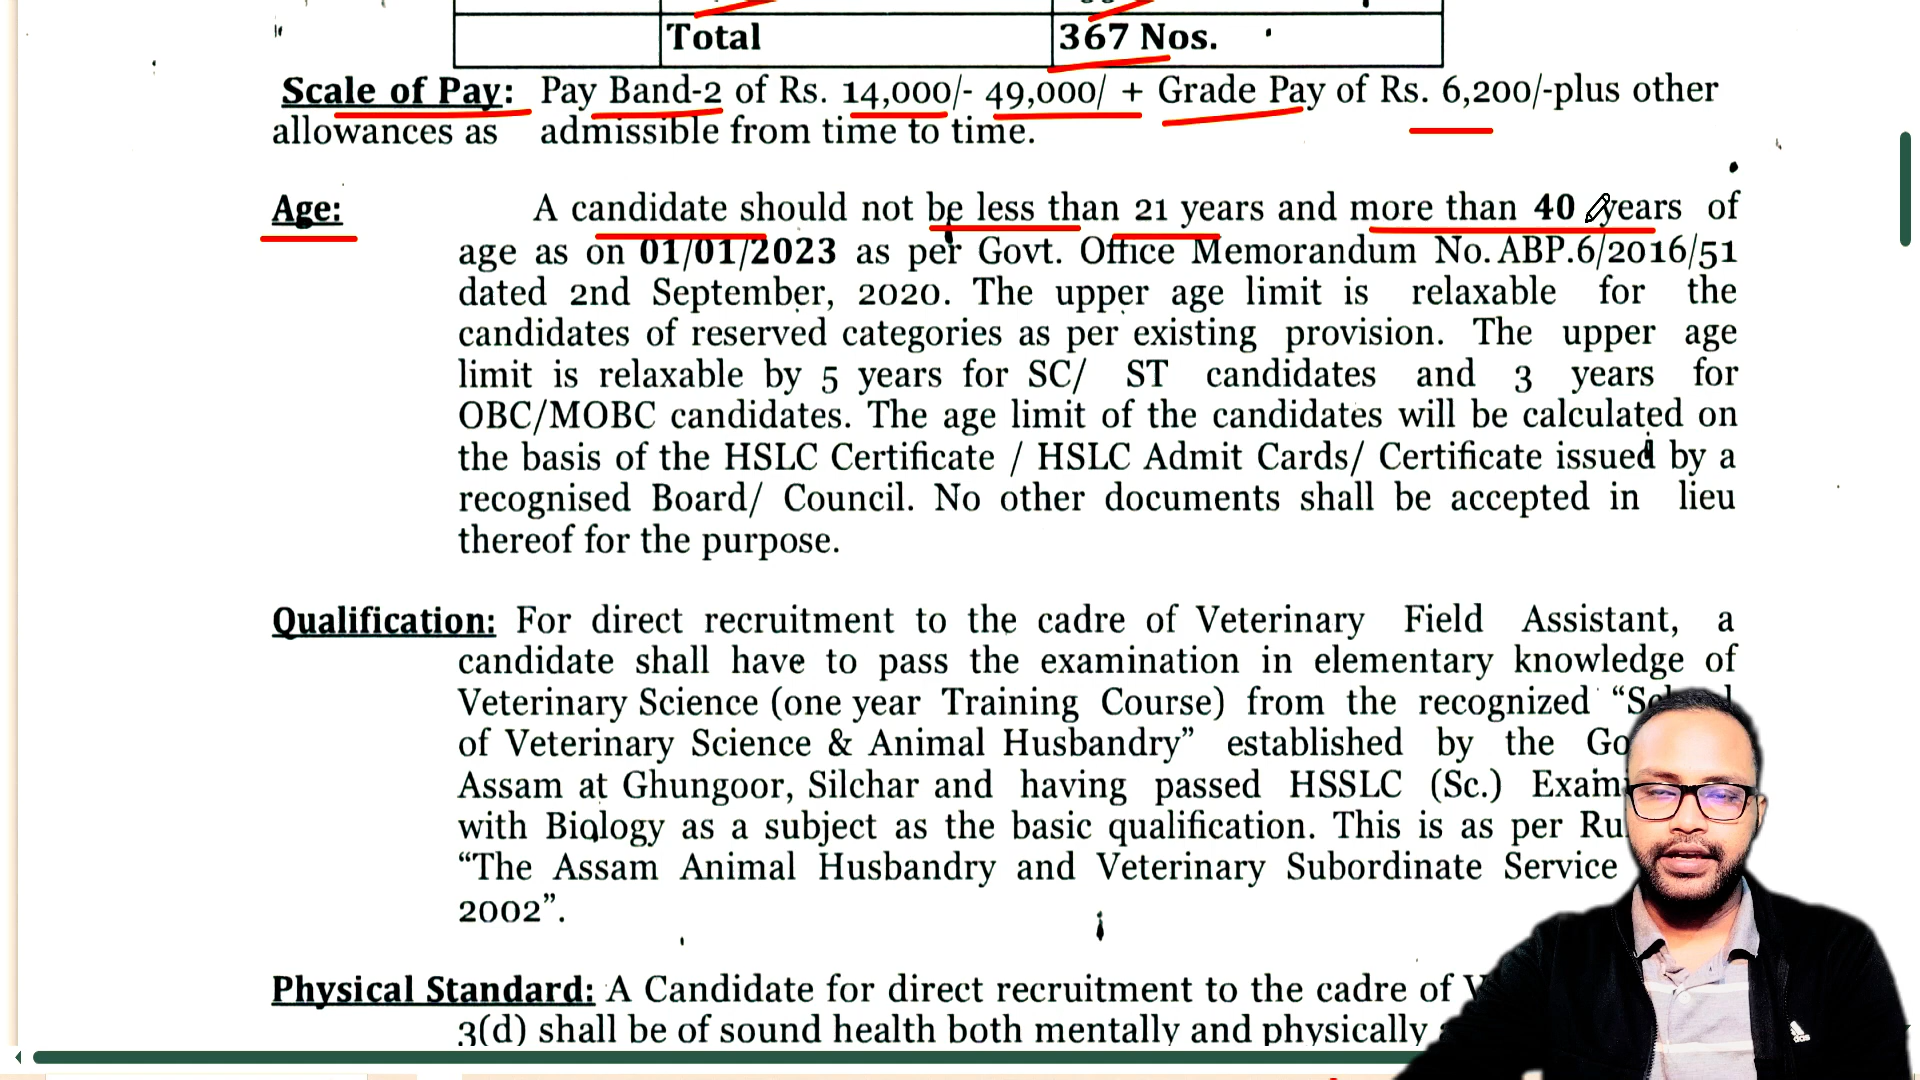 Total 367 Nos.
Scale of Pay: Pay Band-2 of Rs. 14,000/- 49,000/ + Grade Pay of Rs. 6,200/-plus other
allowances as admissible from time to time.
Age: A candidate should not be less than 21 years and more than 40 years of
age as on 01/01/2023 as per Govt. Office Memorandum No. ABP.6/2016/51
dated 2nd September, 2020. The upper age limit is relaxable for the
candidates of reserved categories as per existing provision. The upper age
limit is relaxable by 5 years for SC/ ST candidates and 3 years for
OBC/MOBC candidates. The age limit of the candidates will be calculated on
the basis of the HSLC Certificate / HSLC Admit Cards/ Certificate issued by a
recognised Board/ Council. No other documents shall be accepted in lieu
thereof for the purpose.
Qualification: For direct recruitment to the cadre of Veterinary Field Assistant, a
candidate shall have to pass the examination in elementary knowledge of
Veterinary Science (one year Training Course) from the recognized
of Veterinary Science & Animal Husbandry” established by the
Assam at Ghungoor, Silchar and having passed HSSLC (Sc.)
with Biology as a subject as the basic qualification. This is as per
“The Assam Animal Husbandry and Veterinary Subordinate Service
2002”.
Physical Standard: A Candidate for direct recruitment to the cadre of
3(d) shall be of sound health both mentally and physically
adidas